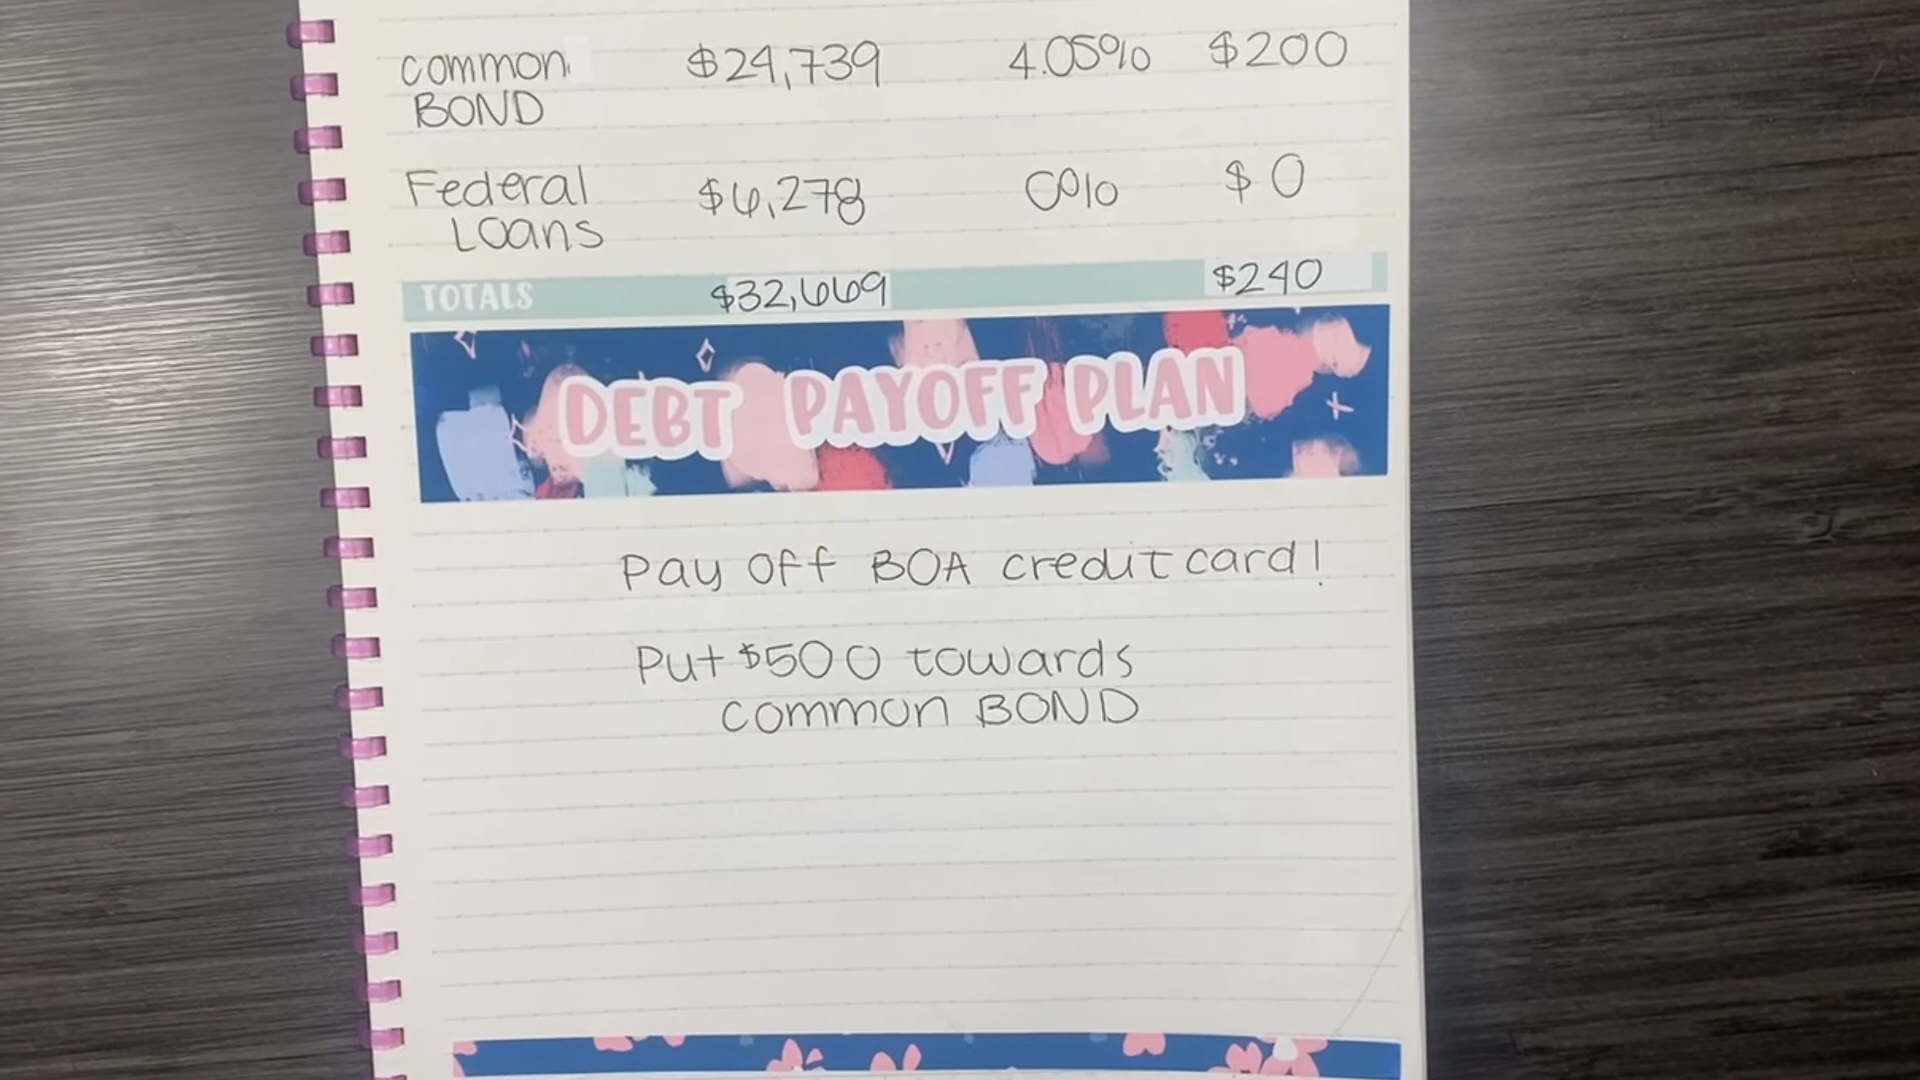 common $24,739 4.05% $200
BOND
Federal $6,278 0% $0
Loans
TOTALS $32,669 $240
DEBT PAYOFF PLAN
Pay off BOA credit card!
Put $500 towards
common BOND